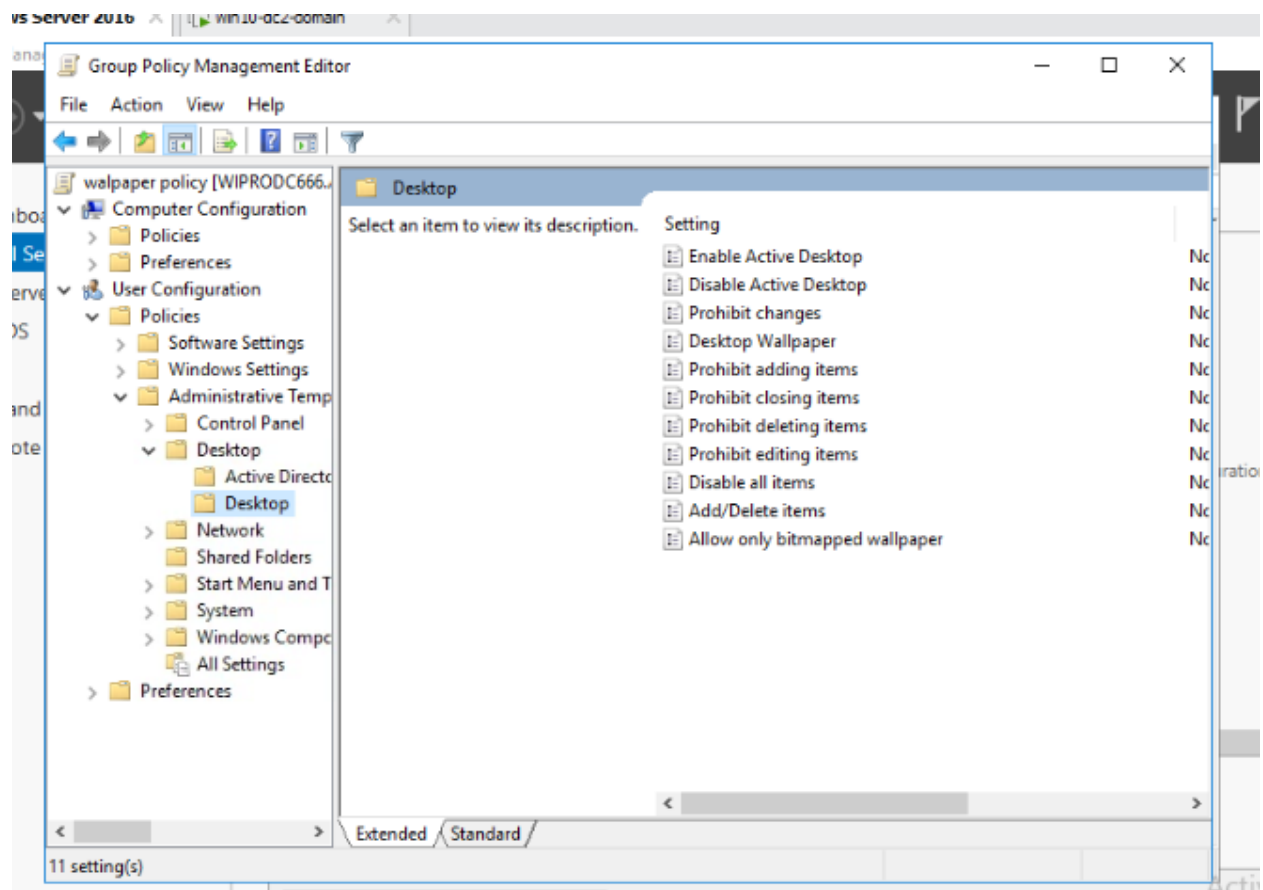 Server 2016
win10-dc2-domain
Group Policy Management Editor
File Action View Help
walpaper policy [WIPRODC666.
Computer Configuration
Policies
Preferences
User Configuration
Policies
Software Settings
Windows Settings
Administrative Temp
Control Panel
Desktop
Active Directo
Desktop
Network
Shared Folders
Start Menu and T
System
Windows Compo
All Settings
Preferences
Desktop
Select an item to view its description.
Setting
Enable Active Desktop
Disable Active Desktop
Prohibit changes
Desktop Wallpaper
Prohibit adding items
Prohibit closing items
Prohibit deleting items
Prohibit editing items
Disable all items
Add/Delete items
Allow only bitmapped wallpaper
Extended Standard
11 setting(s)